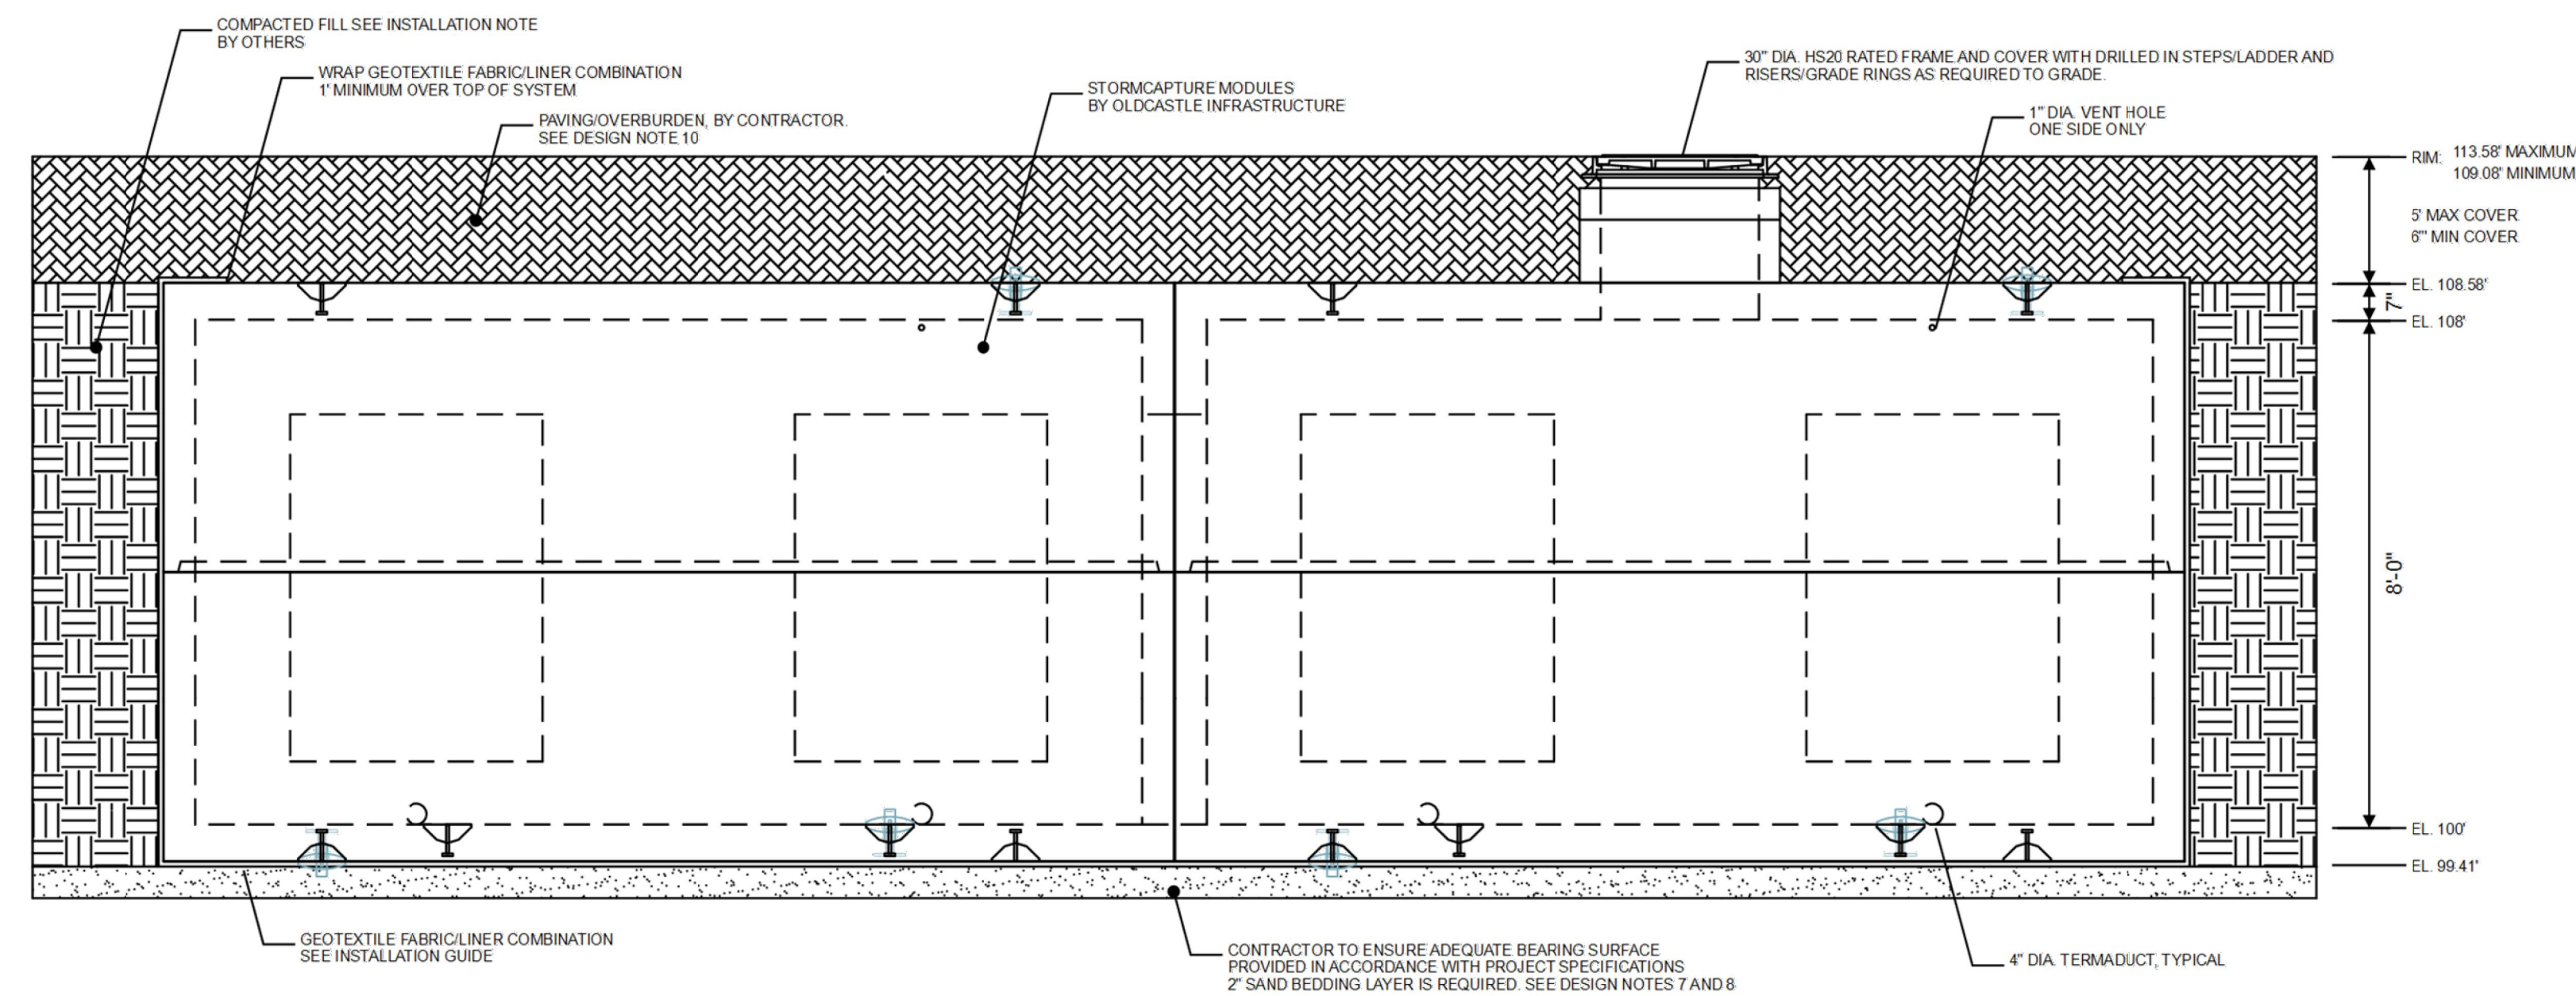 COMPACTED FILL SEE INSTALLATION NOTE
BY OTHERS
WRAP GEOTEXTILE FABRIC/LINER COMBINATION
1' MINIMUM OVER TOP OF SYSTEM
PAVING/OVERBURDEN, BY CONTRACTOR.
SEE DESIGN NOTE 10
STORMCAPTURE MODULES
BY OLDCASTLE INFRASTRUCTURE
30" DIA. HS20 RATED FRAME AND COVER WITH DRILLED IN STEPS/LADDER AND
RISERS/GRADE RINGS AS REQUIRED TO GRADE.
1" DIA. VENT HOLE
ONE SIDE ONLY
RIM: 113.58' MAXIMUM
109.08' MINIMUM
5' MAX COVER
6"' MIN COVER
EL. 108.58'
7"
EL. 108'
8'-0"
EL. 100'
EL. 99.41'
GEOTEXTILE FABRIC/LINER COMBINATION
SEE INSTALLATION GUIDE
CONTRACTOR TO ENSURE ADEQUATE BEARING SURFACE
PROVIDED IN ACCORDANCE WITH PROJECT SPECIFICATIONS
2" SAND BEDDING LAYER IS REQUIRED. SEE DESIGN NOTES 7 AND 8
4" DIA. TERMADUCT, TYPICAL